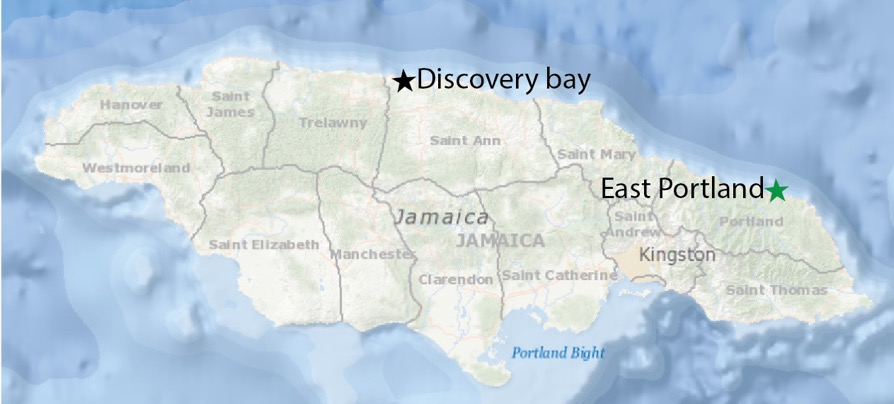 Discovery bay
Hanover
Saint
James
Trelawny
Saint Ann
Saint Mary
Westmoreland
East Portland
Jamaica
Saint
Andrew
Portland
JAMAICA
Saint Elizabeth
Manchester
Kingston
Clarendon
Saint Catherine
Saint Thomas
Portland Bight